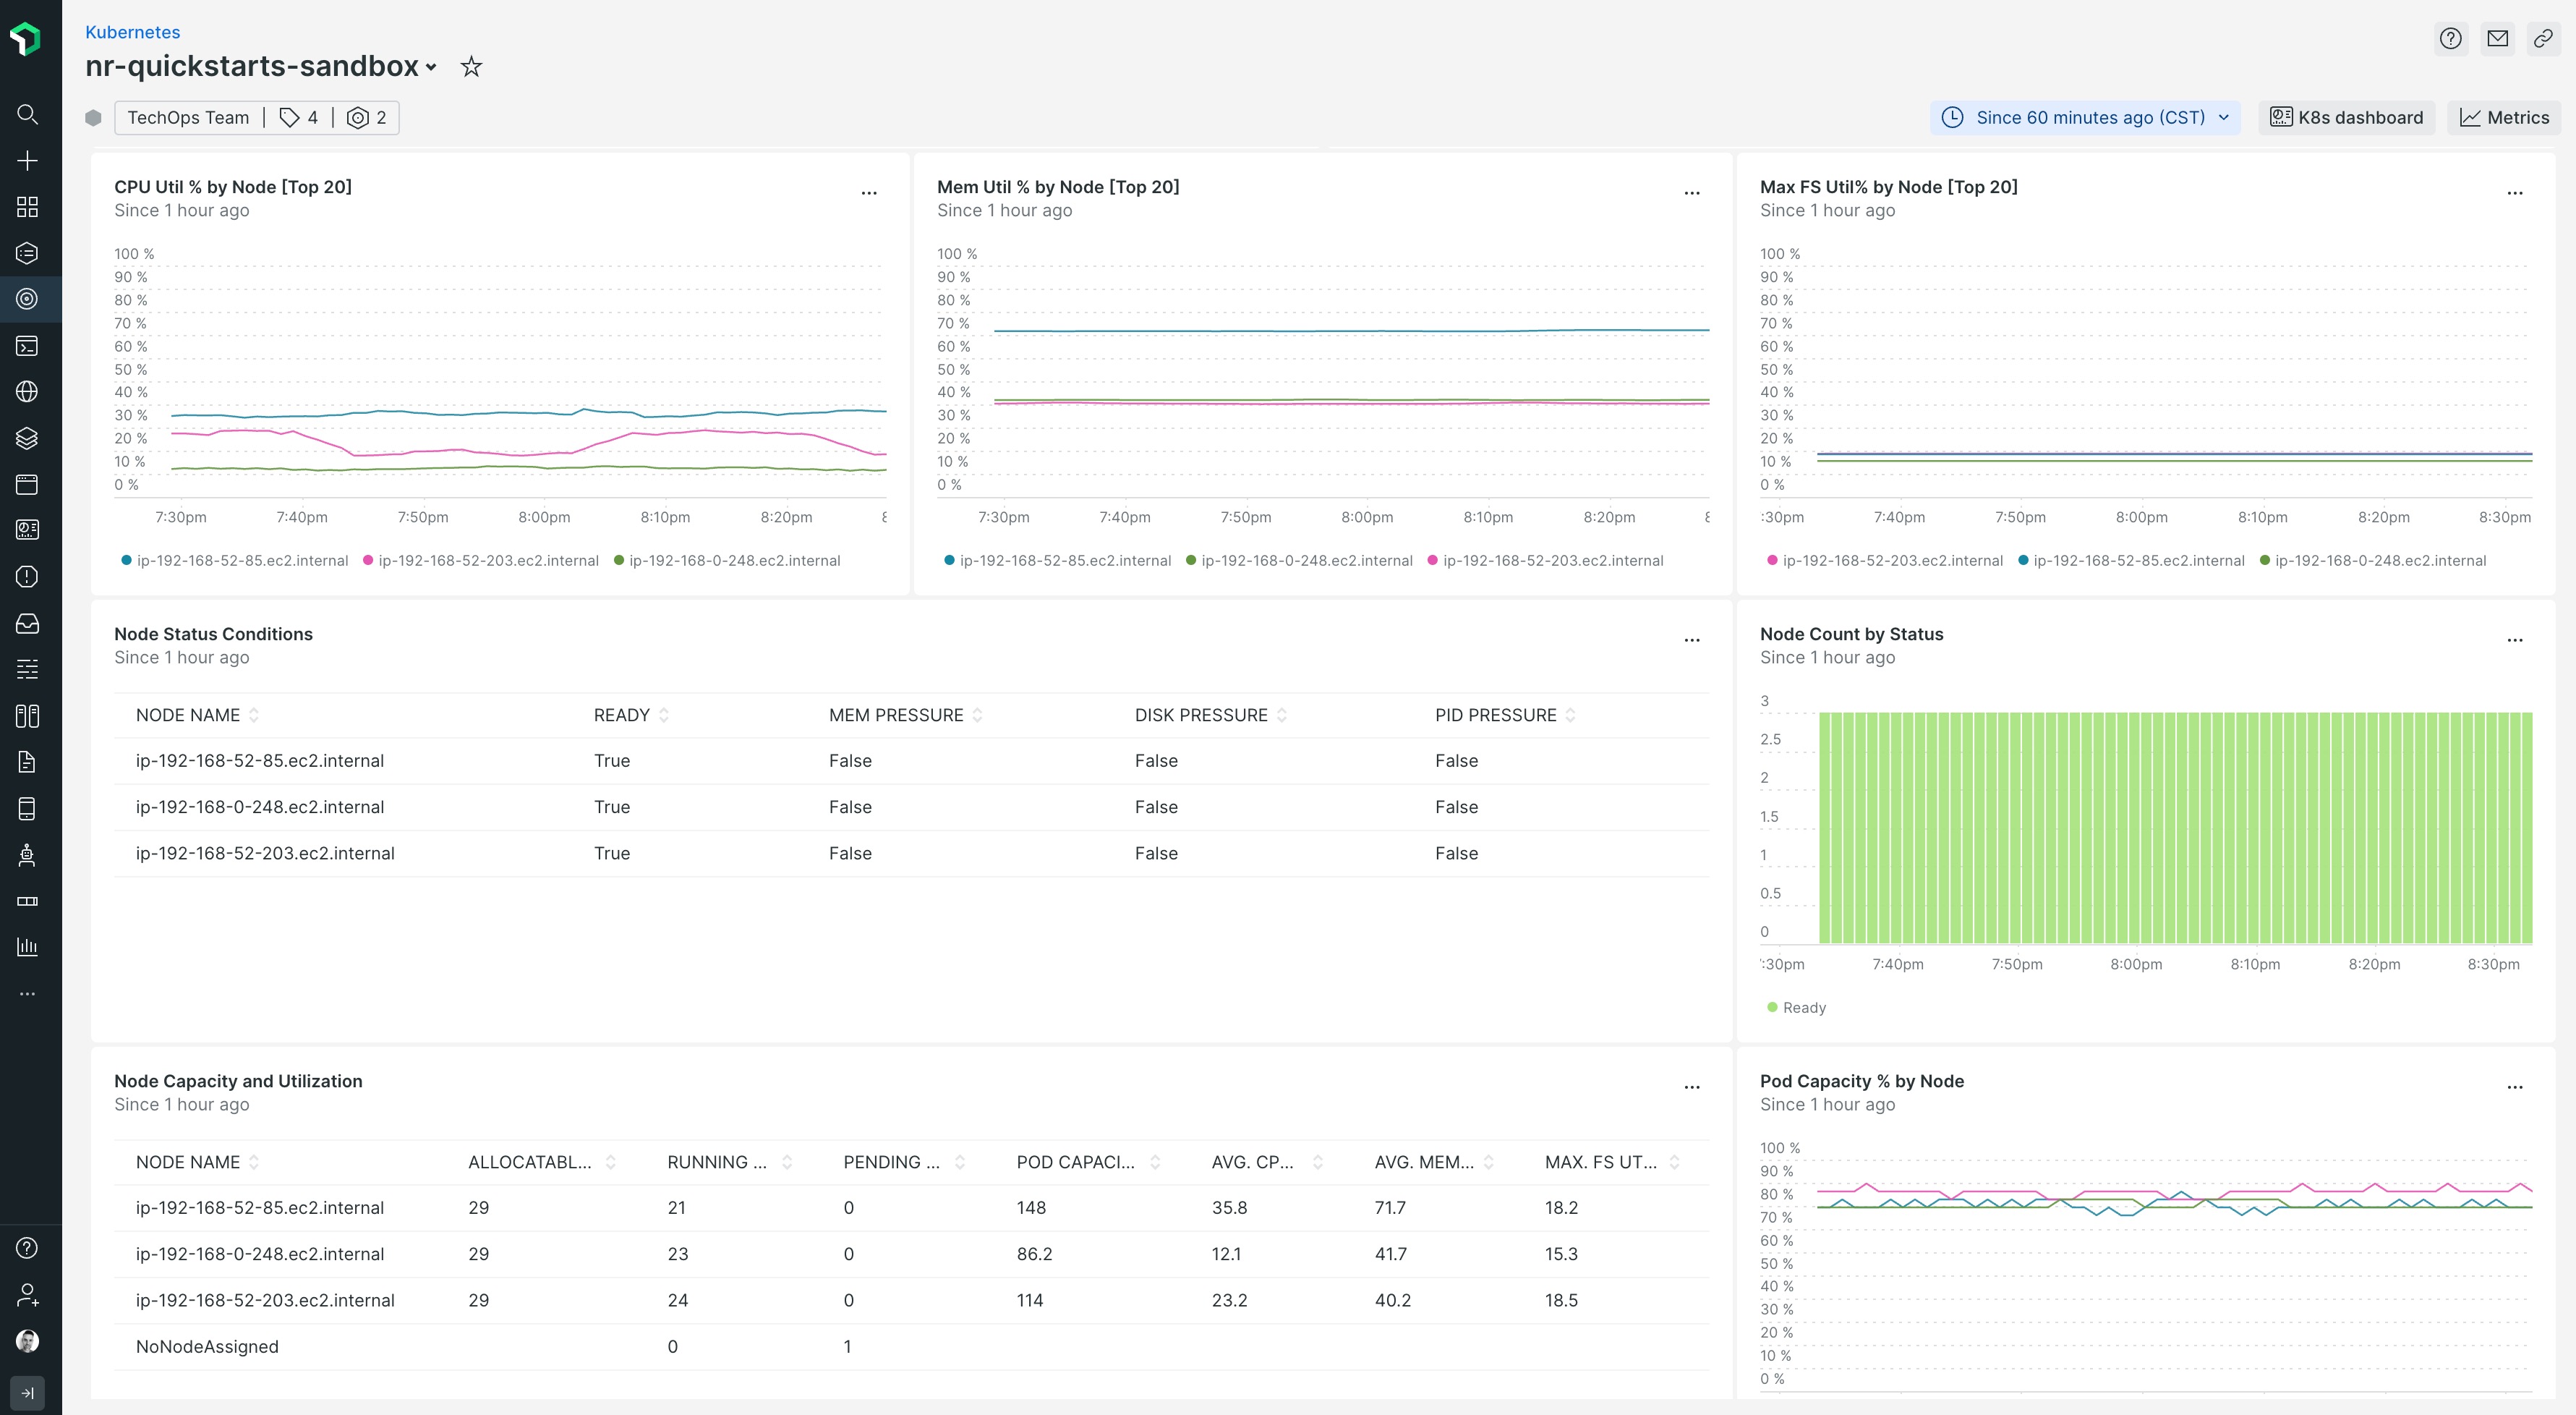 Kubernetes
nr-quickstarts-sandbox
TechOps Team | 4 | 2
Since 60 minutes ago (CST)
K8s dashboard
Metrics
CPU Util % by Node [Top 20]
Since 1 hour ago
100 %
90 %
80 %
70 %
60 %
50 %
40 %
30 %
20 %
10 %
0 %
7:30pm 7:40pm 7:50pm 8:00pm 8:10pm 8:20pm
ip-192-168-52-85.ec2.internal ip-192-168-52-203.ec2.internal ip-192-168-0-248.ec2.internal
Mem Util % by Node [Top 20]
Since 1 hour ago
100 %
90 %
80 %
70 %
60 %
50 %
40 %
30 %
20 %
10 %
0 %
7:30pm 7:40pm 7:50pm 8:00pm 8:10pm 8:20pm
ip-192-168-52-85.ec2.internal ip-192-168-0-248.ec2.internal ip-192-168-52-203.ec2.internal
Max FS Util% by Node [Top 20]
Since 1 hour ago
100 %
90 %
80 %
70 %
60 %
50 %
40 %
30 %
20 %
10 %
0 %
:30pm 7:40pm 7:50pm 8:00pm 8:10pm 8:20pm 8:30pm
ip-192-168-52-203.ec2.internal ip-192-168-52-85.ec2.internal ip-192-168-0-248.ec2.internal
Node Status Conditions
Since 1 hour ago
NODE NAME READY MEM PRESSURE DISK PRESSURE PID PRESSURE
ip-192-168-52-85.ec2.internal True False False False
ip-192-168-0-248.ec2.internal True False False False
ip-192-168-52-203.ec2.internal True False False False
Node Count by Status
Since 1 hour ago
3
2.5
2
1.5
1
0.5
0
:30pm 7:40pm 7:50pm 8:00pm 8:10pm 8:20pm 8:30pm
Ready
Node Capacity and Utilization
Since 1 hour ago
NODE NAME ALLOCATABL... RUNNING ... PENDING ... POD CAPACI... AVG. CP... AVG. MEM... MAX. FS UT...
ip-192-168-52-85.ec2.internal 29 21 0 148 35.8 71.7 18.2
ip-192-168-0-248.ec2.internal 29 23 0 86.2 12.1 41.7 15.3
ip-192-168-52-203.ec2.internal 29 24 0 114 23.2 40.2 18.5
NoNodeAssigned 0 1
Pod Capacity % by Node
Since 1 hour ago
100 %
90 %
80 %
70 %
60 %
50 %
40 %
30 %
20 %
10 %
0 %